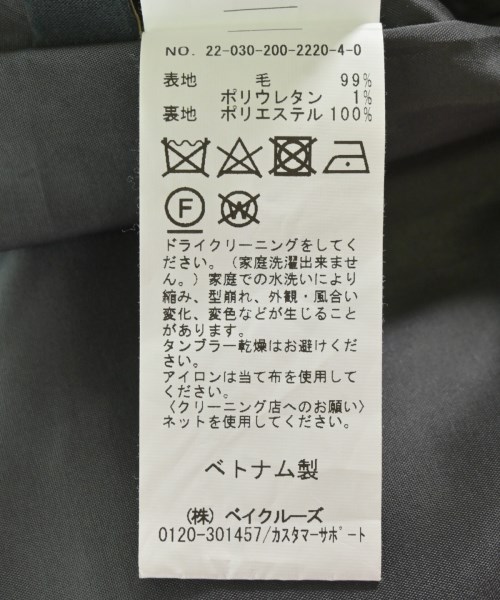 NO. 22-030-200-2220-4-0
表地 毛 99%
ポリウレタン 1%
裏地 ポリエステル 100%
F W
ドライクリーニングをしてく
ださい。（家庭洗濯出来ませ
ん。）家庭での水洗いにより
縮み、型崩れ、外観・風合い
変化、変色などが生じること
があります。
タンブラー乾燥はお避けくだ
さい。
アイロンは当て布を使用して
ください。
〈クリーニング店へのお願い〉
ネットを使用してください。
ベトナム製
(株) ベイクルーズ
0120-301457/カスタマーサポート